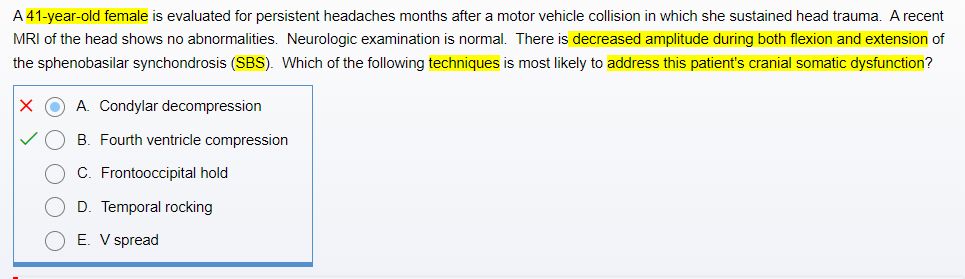 A 41-year-old female is evaluated for persistent headaches months after a motor vehicle collision in which she sustained head trauma.  A recent
MRI of the head shows no abnormalities.  Neurologic examination is normal.  There is decreased amplitude during both flexion and extension of
the sphenobasilar synchondrosis (SBS).  Which of the following techniques is most likely to address this patient's cranial somatic dysfunction?
A. Condylar decompression
B. Fourth ventricle compression
C. Frontooccipital hold
D. Temporal rocking
E. V spread